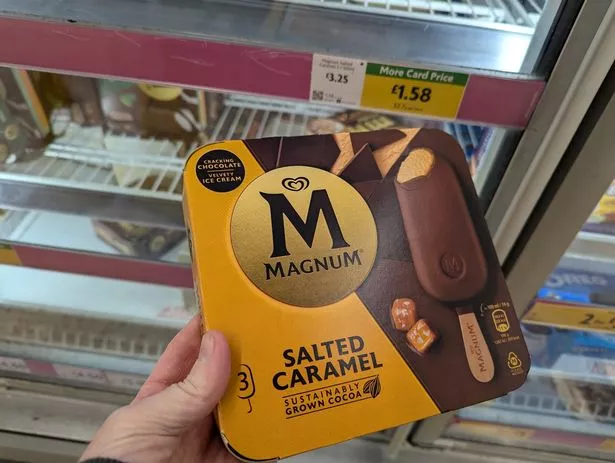 £3.25
More Card Price
£1.58
CRACKING
CHOCOLATE
VELVETY
ICE CREAM
M
MAGNUM
SALTED
CARAMEL
SUSTAINABLY
GROWN COCOA
3
MAGNUM
OREO